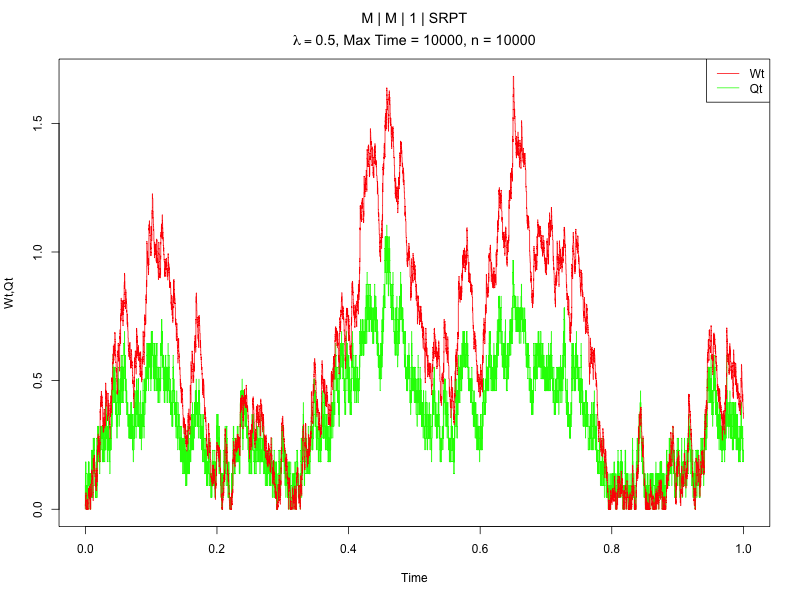 M | M | 1 | SRPT
λ = 0.5, Max Time = 10000, n = 10000
Wt
Qt
Wt,Qt
1.5
1.0
0.5
0.0
0.0 0.2 0.4 0.6 0.8 1.0
Time